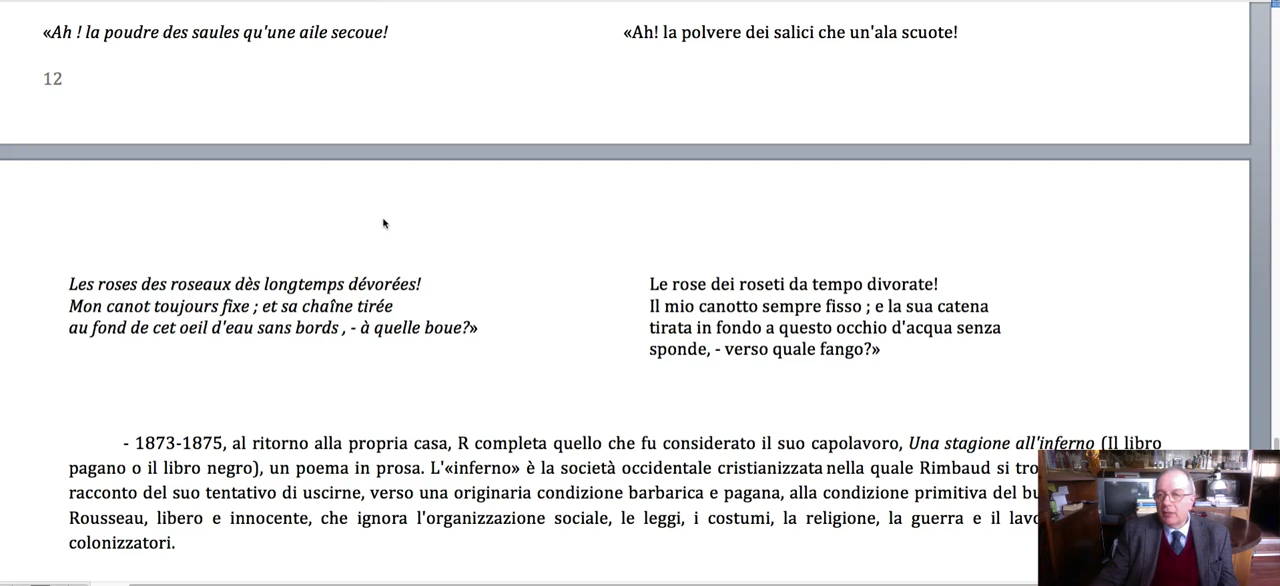 «Ah ! la poudre des saules qu'une aile secoue!
«Ah! la polvere dei salici che un'ala scuote!
12
Les roses des roseaux dès longtemps dévorées!
Mon canot toujours fixe ; et sa chaîne tirée
au fond de cet oeil d'eau sans bords , - à quelle boue?»
Le rose dei roseti da tempo divorate!
Il mio canotto sempre fisso ; e la sua catena
tirata in fondo a questo occhio d'acqua senza
sponde, - verso quale fango?»
- 1873-1875, al ritorno alla propria casa, R completa quello che fu considerato il suo capolavoro, Una stagione all'inferno (Il libro
pagano o il libro negro), un poema in prosa. L'«inferno» è la società occidentale cristianizzata nella quale Rimbaud si
racconto del suo tentativo di uscirne, verso una originaria condizione barbarica e pagana, alla condizione primitiva del
Rousseau, libero e innocente, che ignora l'organizzazione sociale, le leggi, i costumi, la religione, la guerra e il
colonizzatori.